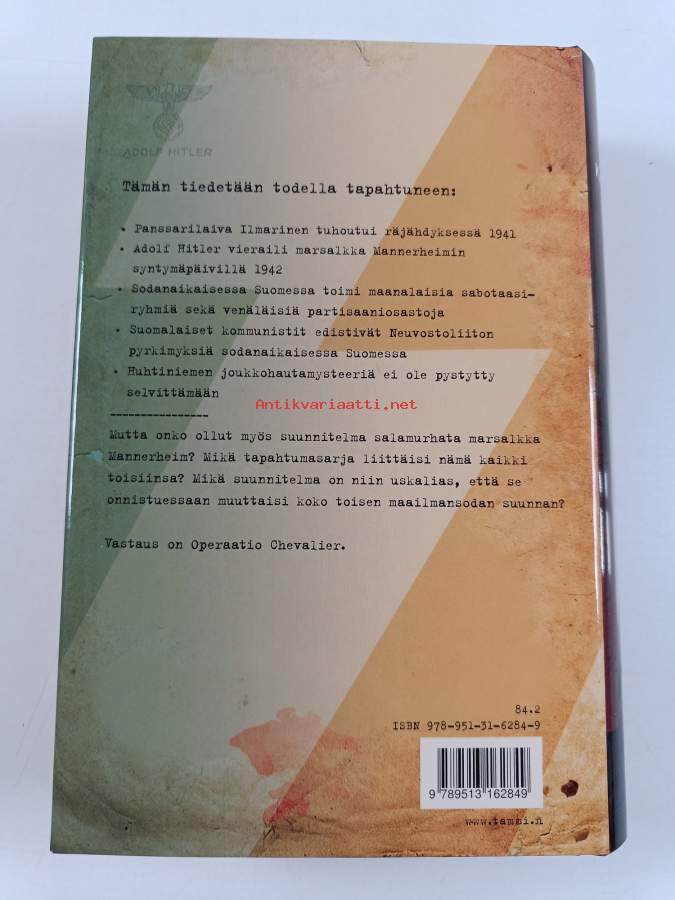 ADOLF HITLER
Tämän tiedetään todella tapahtuneen:
• Panssarilaiva Ilmarinen tuhoutui räjähdyksessä 1941
• Adolf Hitler vieraili marsalkka Mannerheimin
syntymäpäivillä 1942
• Sodanaikaisessa Suomessa toimi maanalaisia sabotaasi-
ryhmiä sekä venäläisiä partisaaniosastoja
• Suomalaiset kommunistit edistivät Neuvostoliiton
pyrkimyksiä sodanaikaisessa Suomessa
• Huhtiniemen joukkohautamysteeriä ei ole pystytty
selvittämään
Antikvariaatti.net
----------------
Mutta onko ollut myös suunnitelma salamurhata marsalkka
Mannerheim? Mikä tapahtumasarja liittäisi nämä kaikki
toisiinsa? Mikä suunnitelma on niin uskalias, että se
onnistuessaan muuttaisi koko toisen maailmansodan suunnan?
Vastaus on Operaatio Chevalier.
84.2
ISBN 978-951-31-6284-9
9 789513 162849